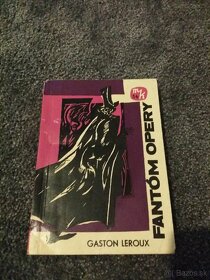 FANTÓM OPERY
GASTON LEROUX
bazos.sk